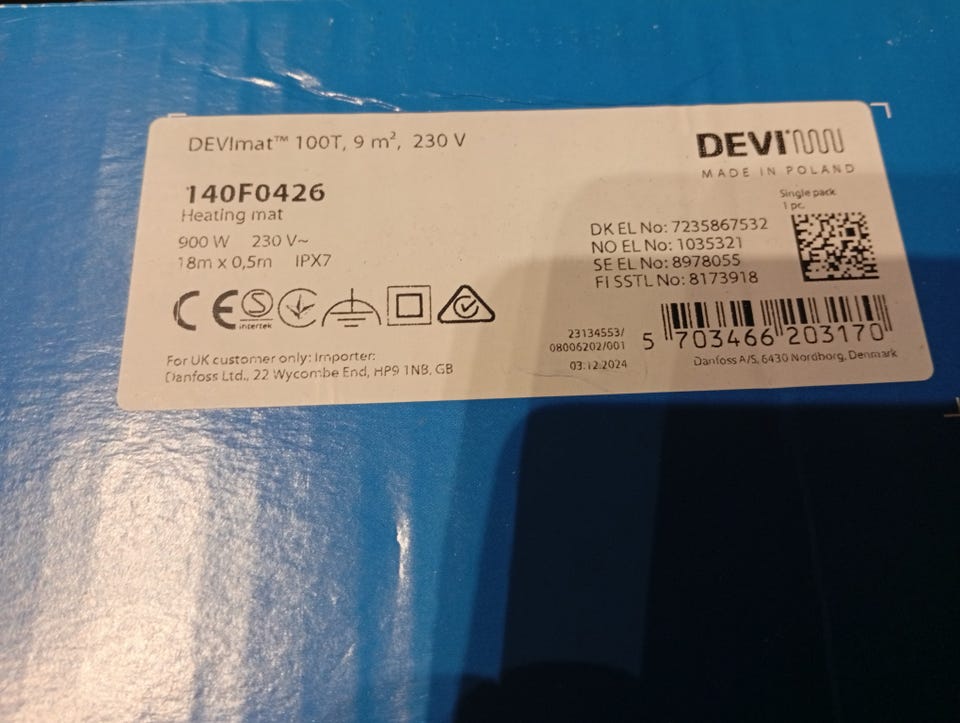 DEVImat™ 100T, 9 m², 230 V
DEVI
MADE IN POLAND
140F0426
Heating mat
900 W 230 V~
18m x 0,5m IPX7
Single pack
1 pc.
DK EL No: 7235867532
NO EL No: 1035321
SE EL No: 8978055
FI SSTL No: 8173918
CE
S
intertek
23134553/
08006202/001
03.12.2024
5 703466 203170
Danfoss A/S, 6430 Nordborg, Denmark
For UK customer only: Importer:
Danfoss Ltd., 22 Wycombe End, HP9 1NB, GB